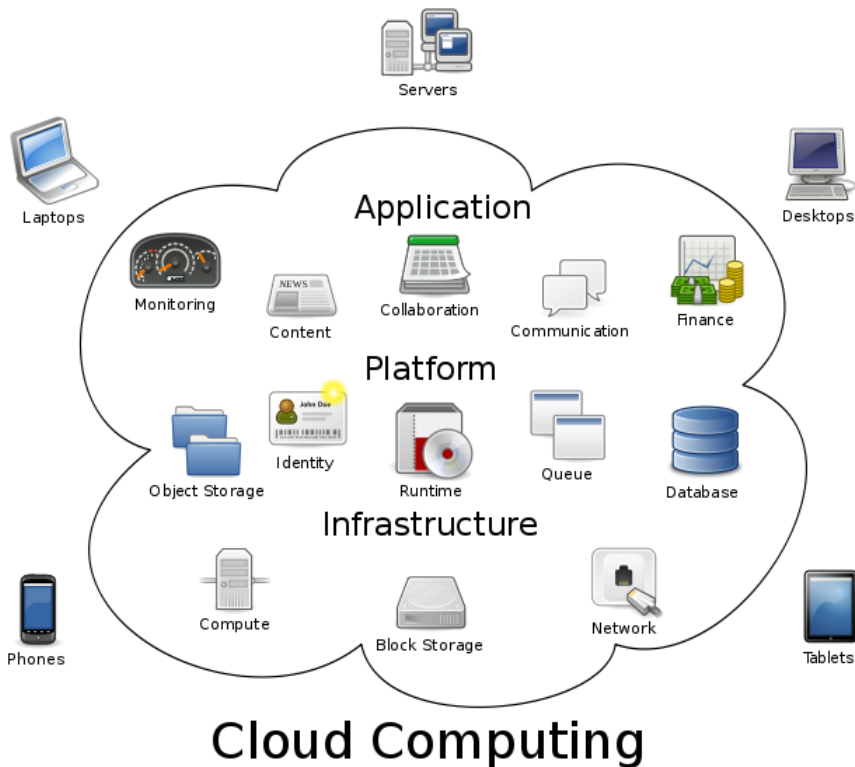 Servers
Laptops
Desktops
Application
Monitoring
NEWS
Content
Collaboration
Communication
Finance
Platform
Object Storage
John Doe
Identity
Runtime
Queue
Database
Infrastructure
Compute
Block Storage
Network
Phones
Tablets
Cloud Computing